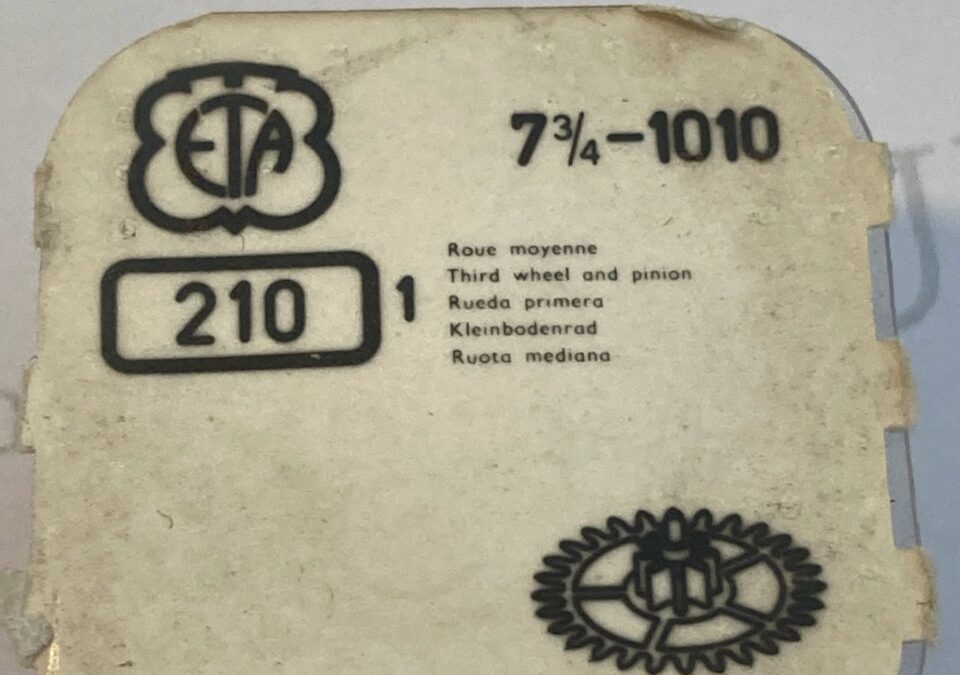 ETA
7¾-1010
210 1
Roue moyenne
Third wheel and pinion
Rueda primera
Kleinbodenrad
Ruota mediana